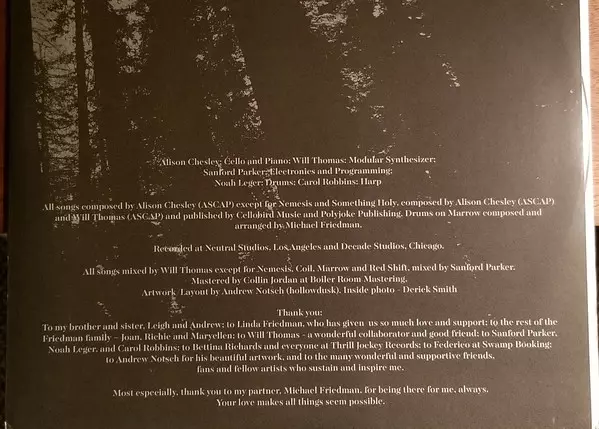 Alison Chesley: Cello and Piano; Will Thomas: Modular Synthesizer;
Sanford Parker: Electronics and Programming;
Noah Leger: Drums; Carol Robbins: Harp
All songs composed by Alison Chesley (ASCAP) except for Nemesis and Something Holy, composed by Alison Chesley (ASCAP)
and Will Thomas (ASCAP) and published by Cellobird Music and Polyjoke Publishing. Drums on Marrow composed and
arranged by Michael Friedman.
Recorded at Neutral Studios, Los Angeles and Decade Studios, Chicago.
All songs mixed by Will Thomas except for Nemesis, Coil, Marrow and Red Shift, mixed by Sanford Parker.
Mastered by Collin Jordan at Boiler Room Mastering.
Artwork Layout by Andrew Notsch (hollowdusk). Inside photo - Derick Smith
Thank you:
To my brother and sister, Leigh and Andrew; to Linda Friedman, who has given us so much love and support; to the rest of the
Friedman family – Joan, Richie and Maryellen; to Will Thomas - a wonderful collaborator and good friend; to Sanford Parker,
Noah Leger, and Carol Robbins; to Bettina Richards and everyone at Thrill Jockey Records; to Federico at Swamp Booking;
to Andrew Notsch for his beautiful artwork, and to the many wonderful and supportive friends,
fans and fellow artists who sustain and inspire me.
Most especially, thank you to my partner, Michael Friedman, for being there for me, always.
Your love makes all things seem possible.